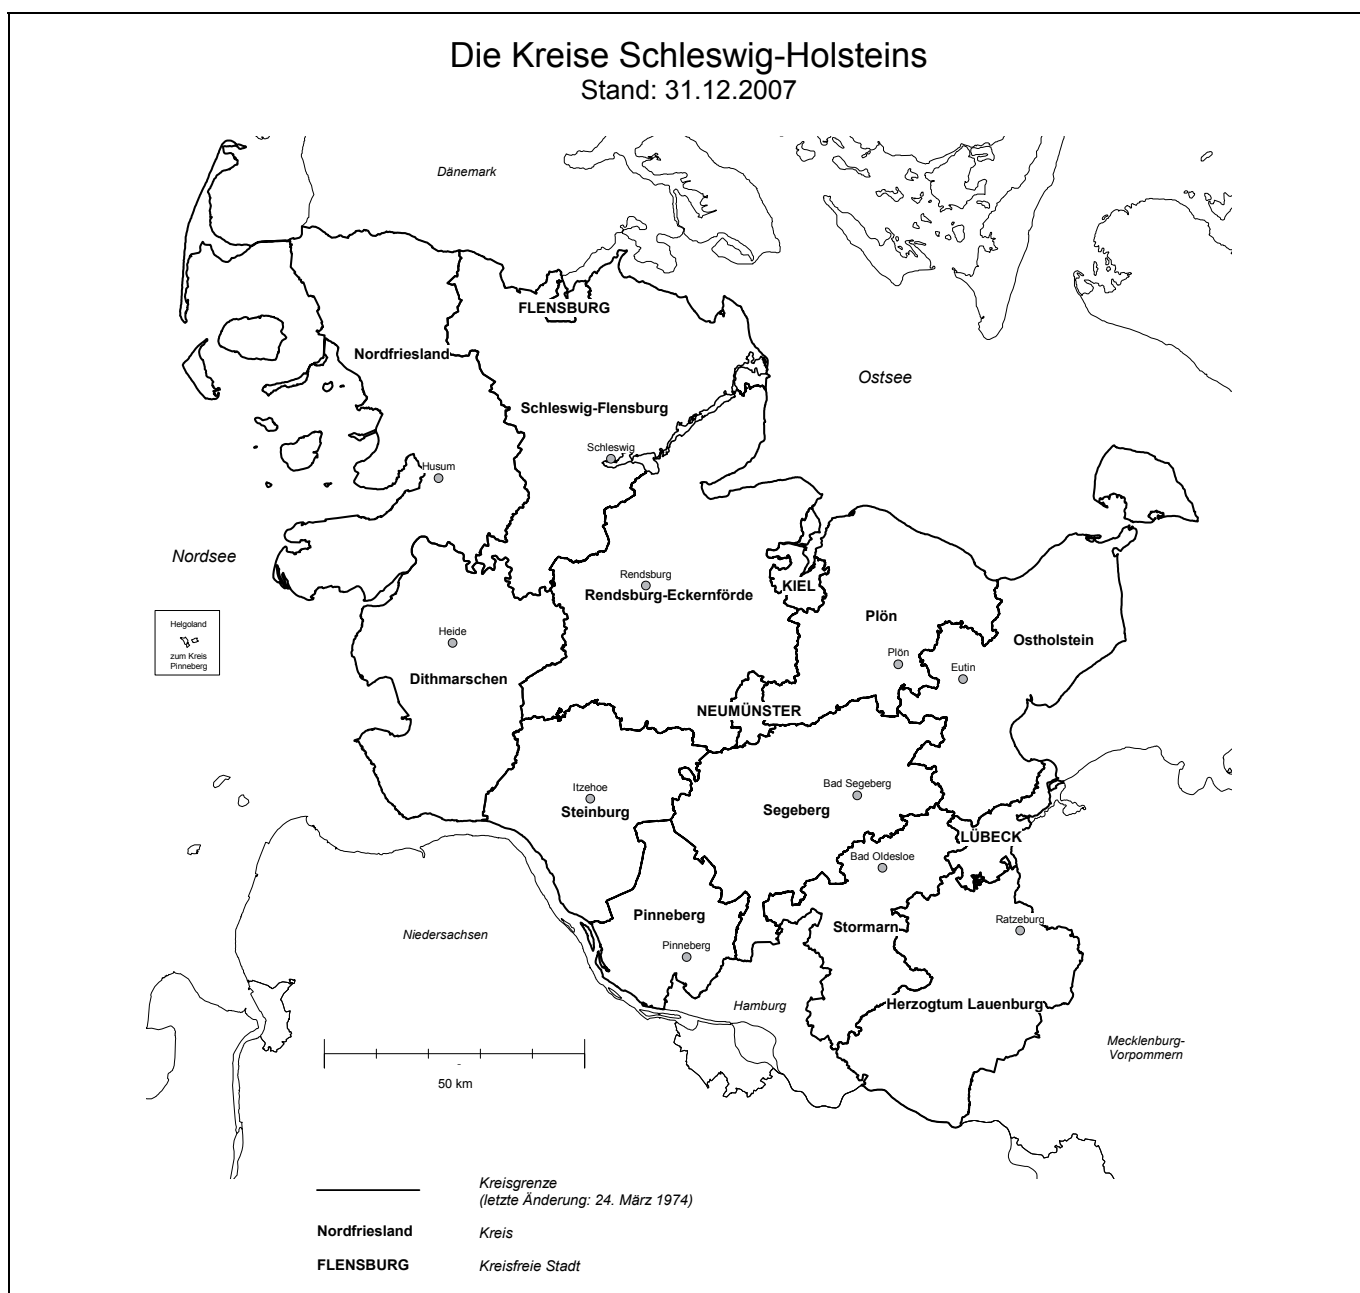 Die Kreise Schleswig-Holsteins
Stand: 31.12.2007
Dänemark
FLENSBURG
Nordfriesland
Ostsee
Schleswig-Flensburg
Schleswig
Husum
Nordsee
Rendsburg
Rendsburg-Eckernförde
KIEL
Plön
Ostholstein
Helgoland
zum Kreis
Pinneberg
Heide
Dithmarschen
Plön
Eutin
NEUMÜNSTER
Itzehoe
Steinburg
Bad Segeberg
Segeberg
LÜBECK
Bad Oldesloe
Pinneberg
Stormarn
Ratzeburg
Niedersachsen
Pinneberg
Hamburg
Herzogtum Lauenburg
Mecklenburg-
Vorpommern
50 km
Kreisgrenze
(letzte Änderung: 24. März 1974)
Nordfriesland Kreis
FLENSBURG Kreisfreie Stadt